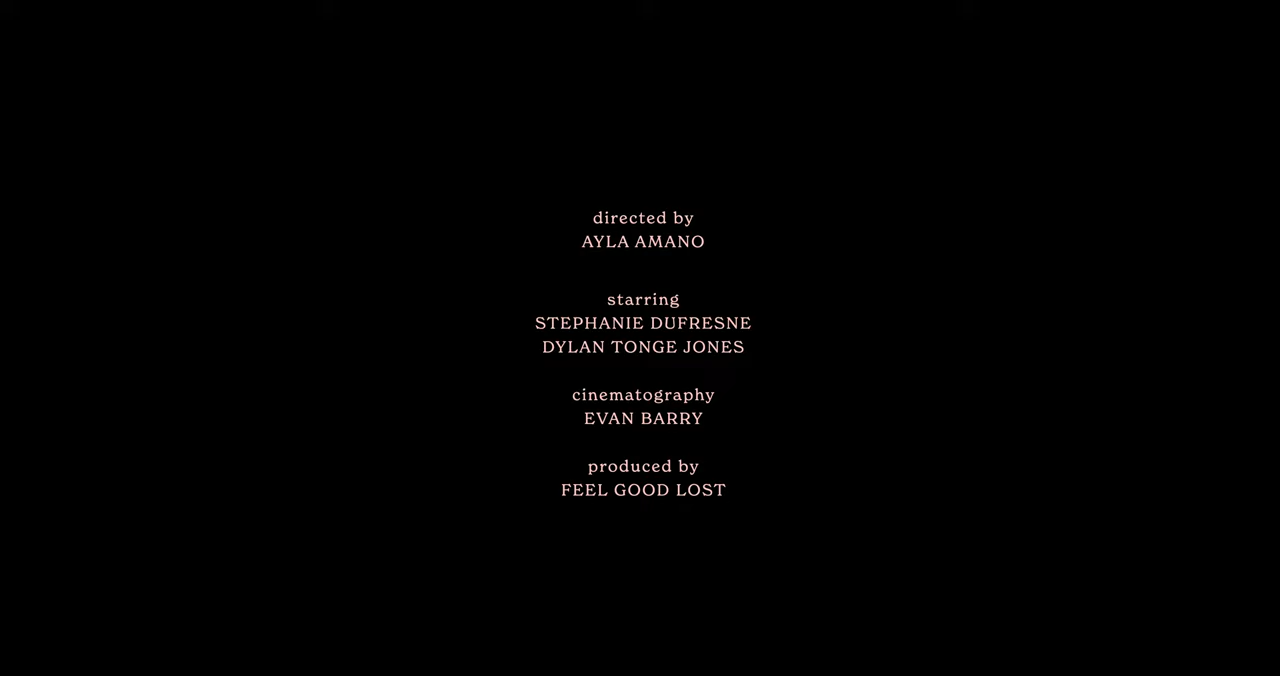 directed by
AYLA AMANO
starring
STEPHANIE DUFRESNE
DYLAN TONGE JONES
cinematography
EVAN BARRY
produced by
FEEL GOOD LOST